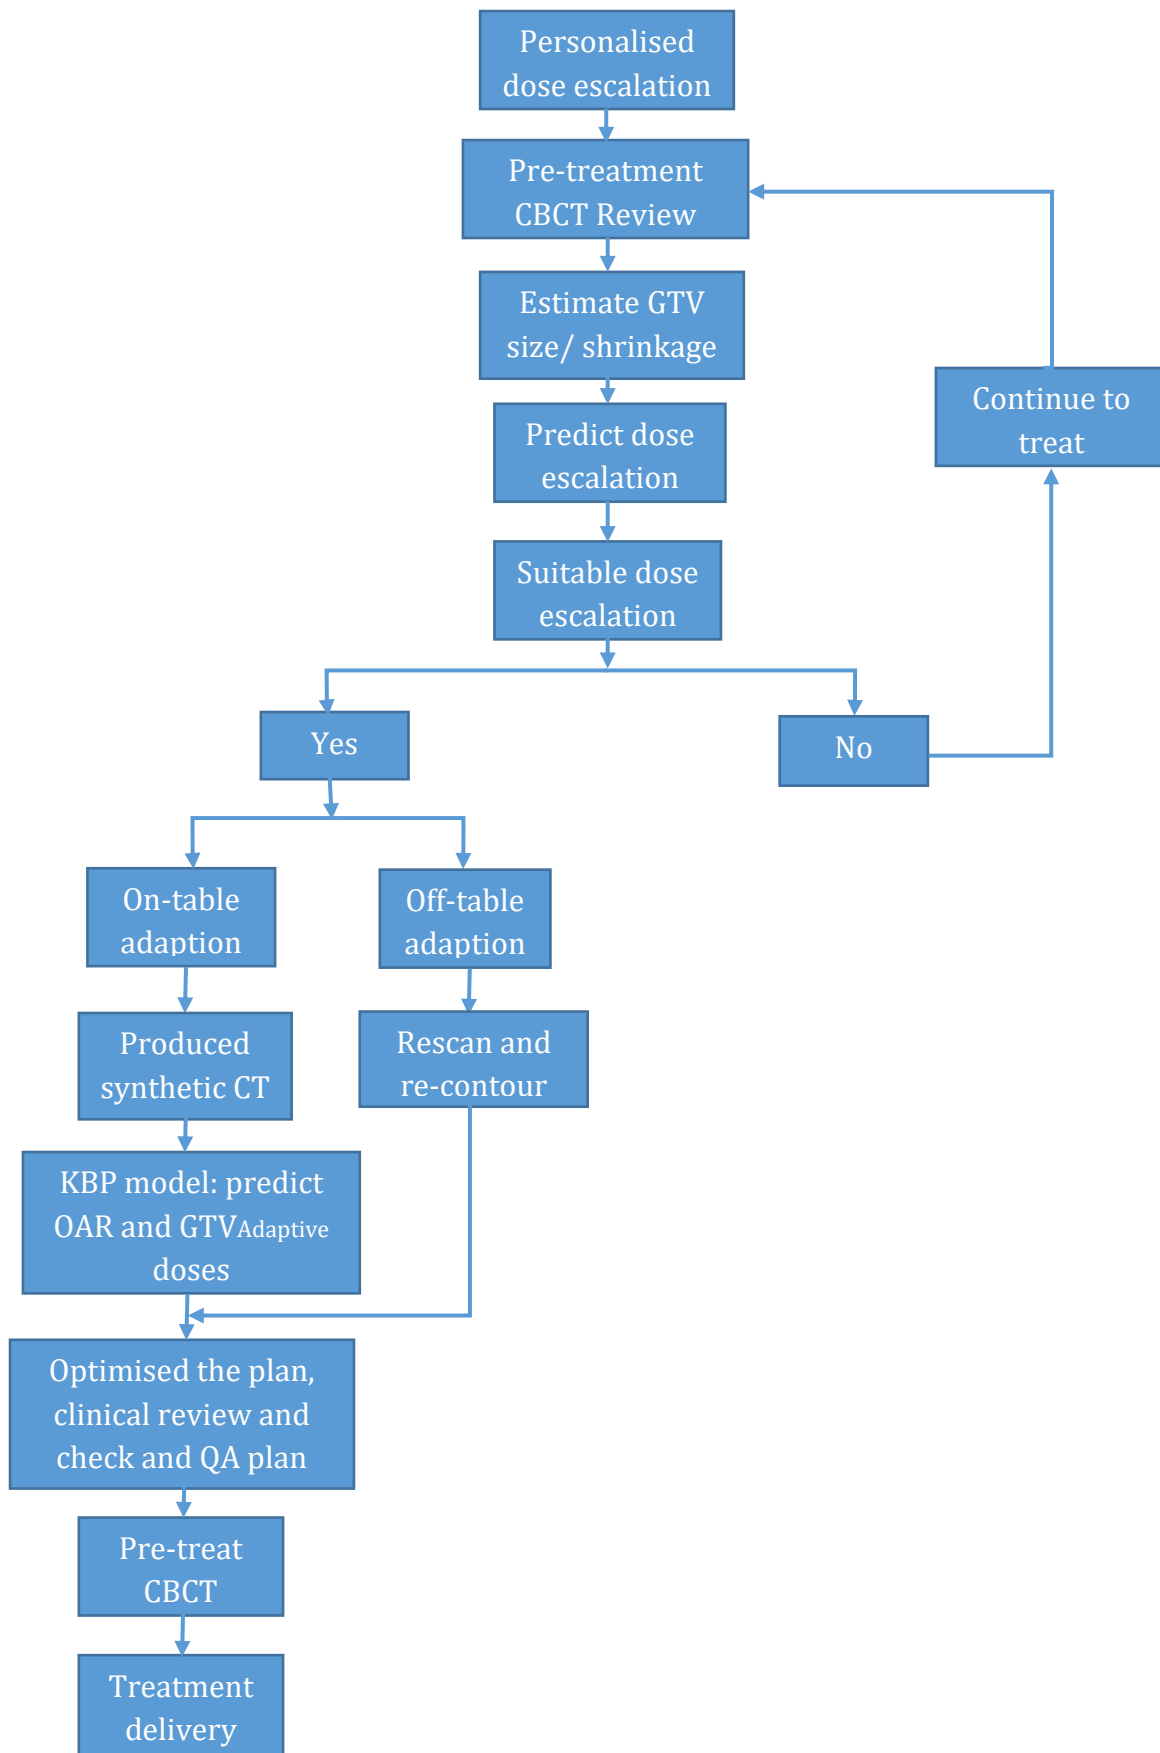 Personalised
dose escalation
Pre-treatment
CBCT Review
Estimate GTV
size/ shrinkage
Continue to
treat
Predict dose
escalation
Suitable dose
escalation
Yes
No
On-table
adaption
Off-table
adaption
Produced
synthetic CT
Rescan and
re-contour
KBP model: predict
OAR and GTVAdaptive
doses
Optimised the plan,
clinical review and
check and QA plan
Pre-treat
CBCT
Treatment
delivery